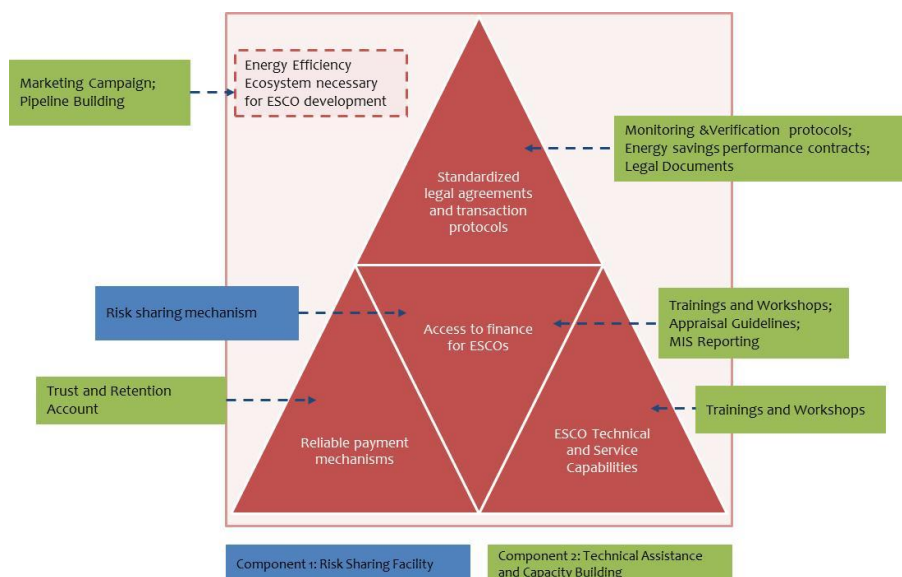 Marketing Campaign;
Pipeline Building
Energy Efficiency
Ecosystem necessary
for ESCO development
Monitoring &Verification protocols;
Energy savings performance contracts;
Legal Documents
Standardized
legal agreements
and transaction
protocols
Risk sharing mechanism
Access to finance
for ESCOs
Trainings and Workshops;
Appraisal Guidelines;
MIS Reporting
Trust and Retention
Account
Reliable payment
mechanisms
ESCO Technical
and Service
Capabilities
Trainings and Workshops
Component 1: Risk Sharing Facility
Component 2: Technical Assistance
and Capacity Building